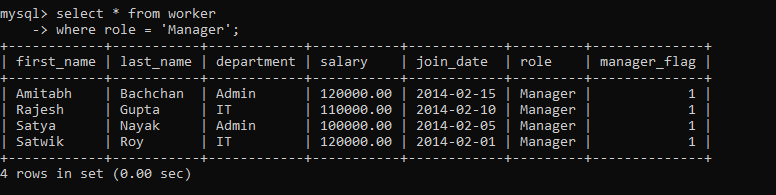 mysql> select * from worker
    -> where role = 'Manager';
+------------+-----------+------------+-----------+------------+---------+--------------+
| first_name | last_name | department | salary    | join_date  | role    | manager_flag |
+------------+-----------+------------+-----------+------------+---------+--------------+
| Amitabh    | Bachchan  | Admin      | 120000.00 | 2014-02-15 | Manager |            1 |
| Rajesh     | Gupta     | IT         | 110000.00 | 2014-02-10 | Manager |            1 |
| Satya      | Nayak     | Admin      | 100000.00 | 2014-02-05 | Manager |            1 |
| Satwik     | Roy       | IT         | 120000.00 | 2014-02-01 | Manager |            1 |
+------------+-----------+------------+-----------+------------+---------+--------------+
4 rows in set (0.00 sec)